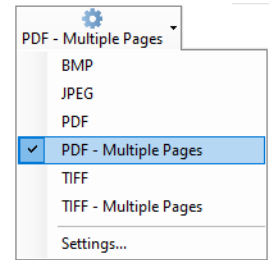 PDF - Multiple Pages
BMP
JPEG
PDF
PDF - Multiple Pages
TIFF
TIFF - Multiple Pages
Settings...